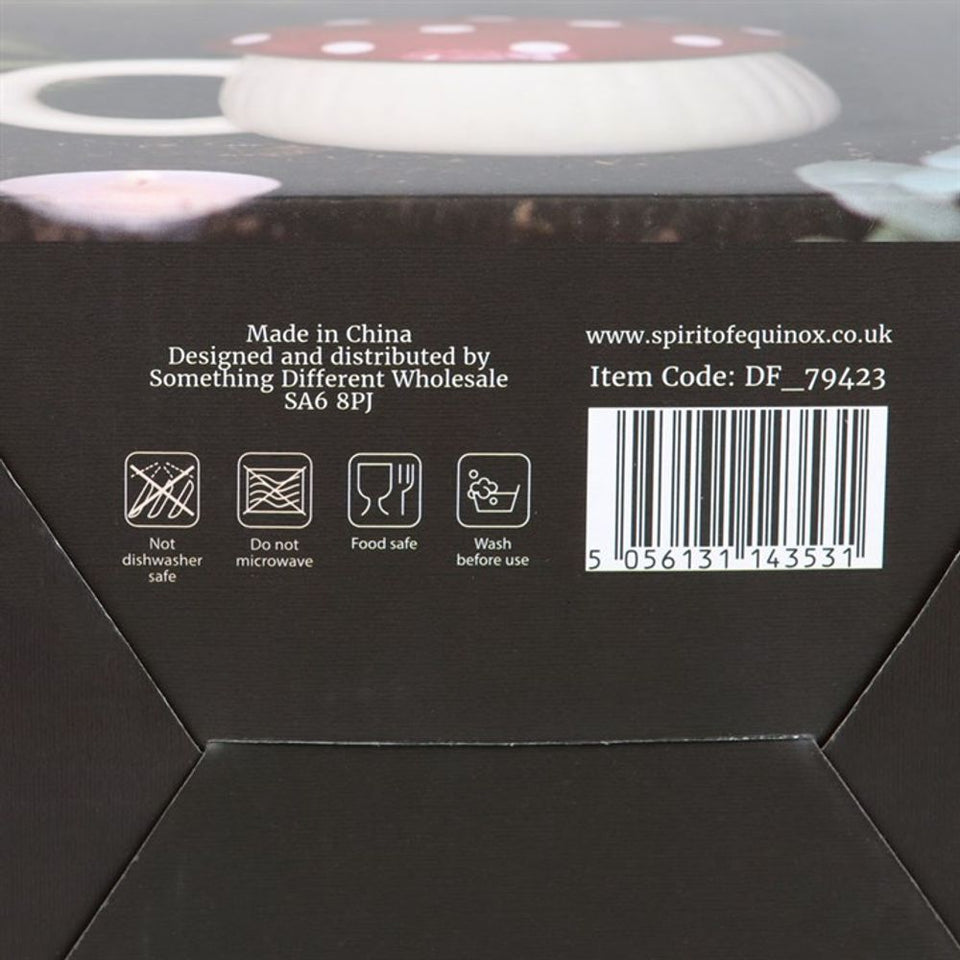 Made in China
Designed and distributed by
Something Different Wholesale
SA6 8PJ
www.spiritofequinox.co.uk
Item Code: DF_79423
5 056131 143531
Not
dishwasher
safe
Do not
microwave
Food safe
Wash
before use